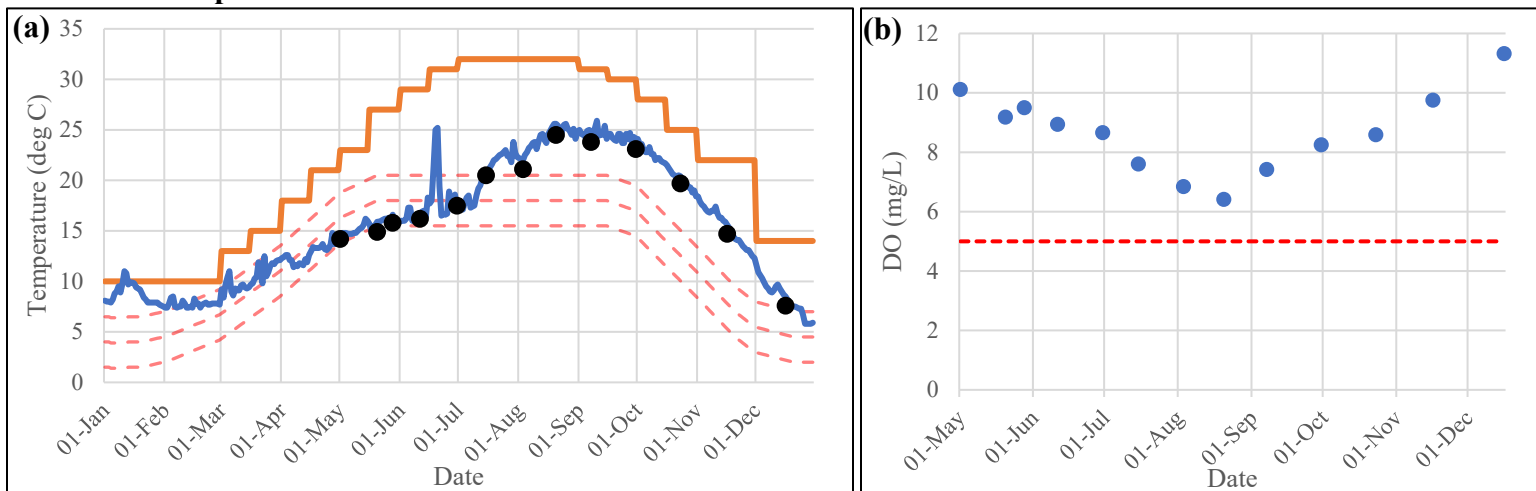 (a)
35
30
25
20
15
10
5
0
Temperature (deg C)
01-Jan
01-Feb
01-Mar
01-Apr
01-May
01-Jun
01-Jul
01-Aug
01-Sep
01-Oct
01-Nov
01-Dec
Date
(b)
12
10
8
6
4
2
0
DO (mg/L)
01-May
01-Jun
01-Jul
01-Aug
01-Sep
01-Oct
01-Nov
01-Dec
Date